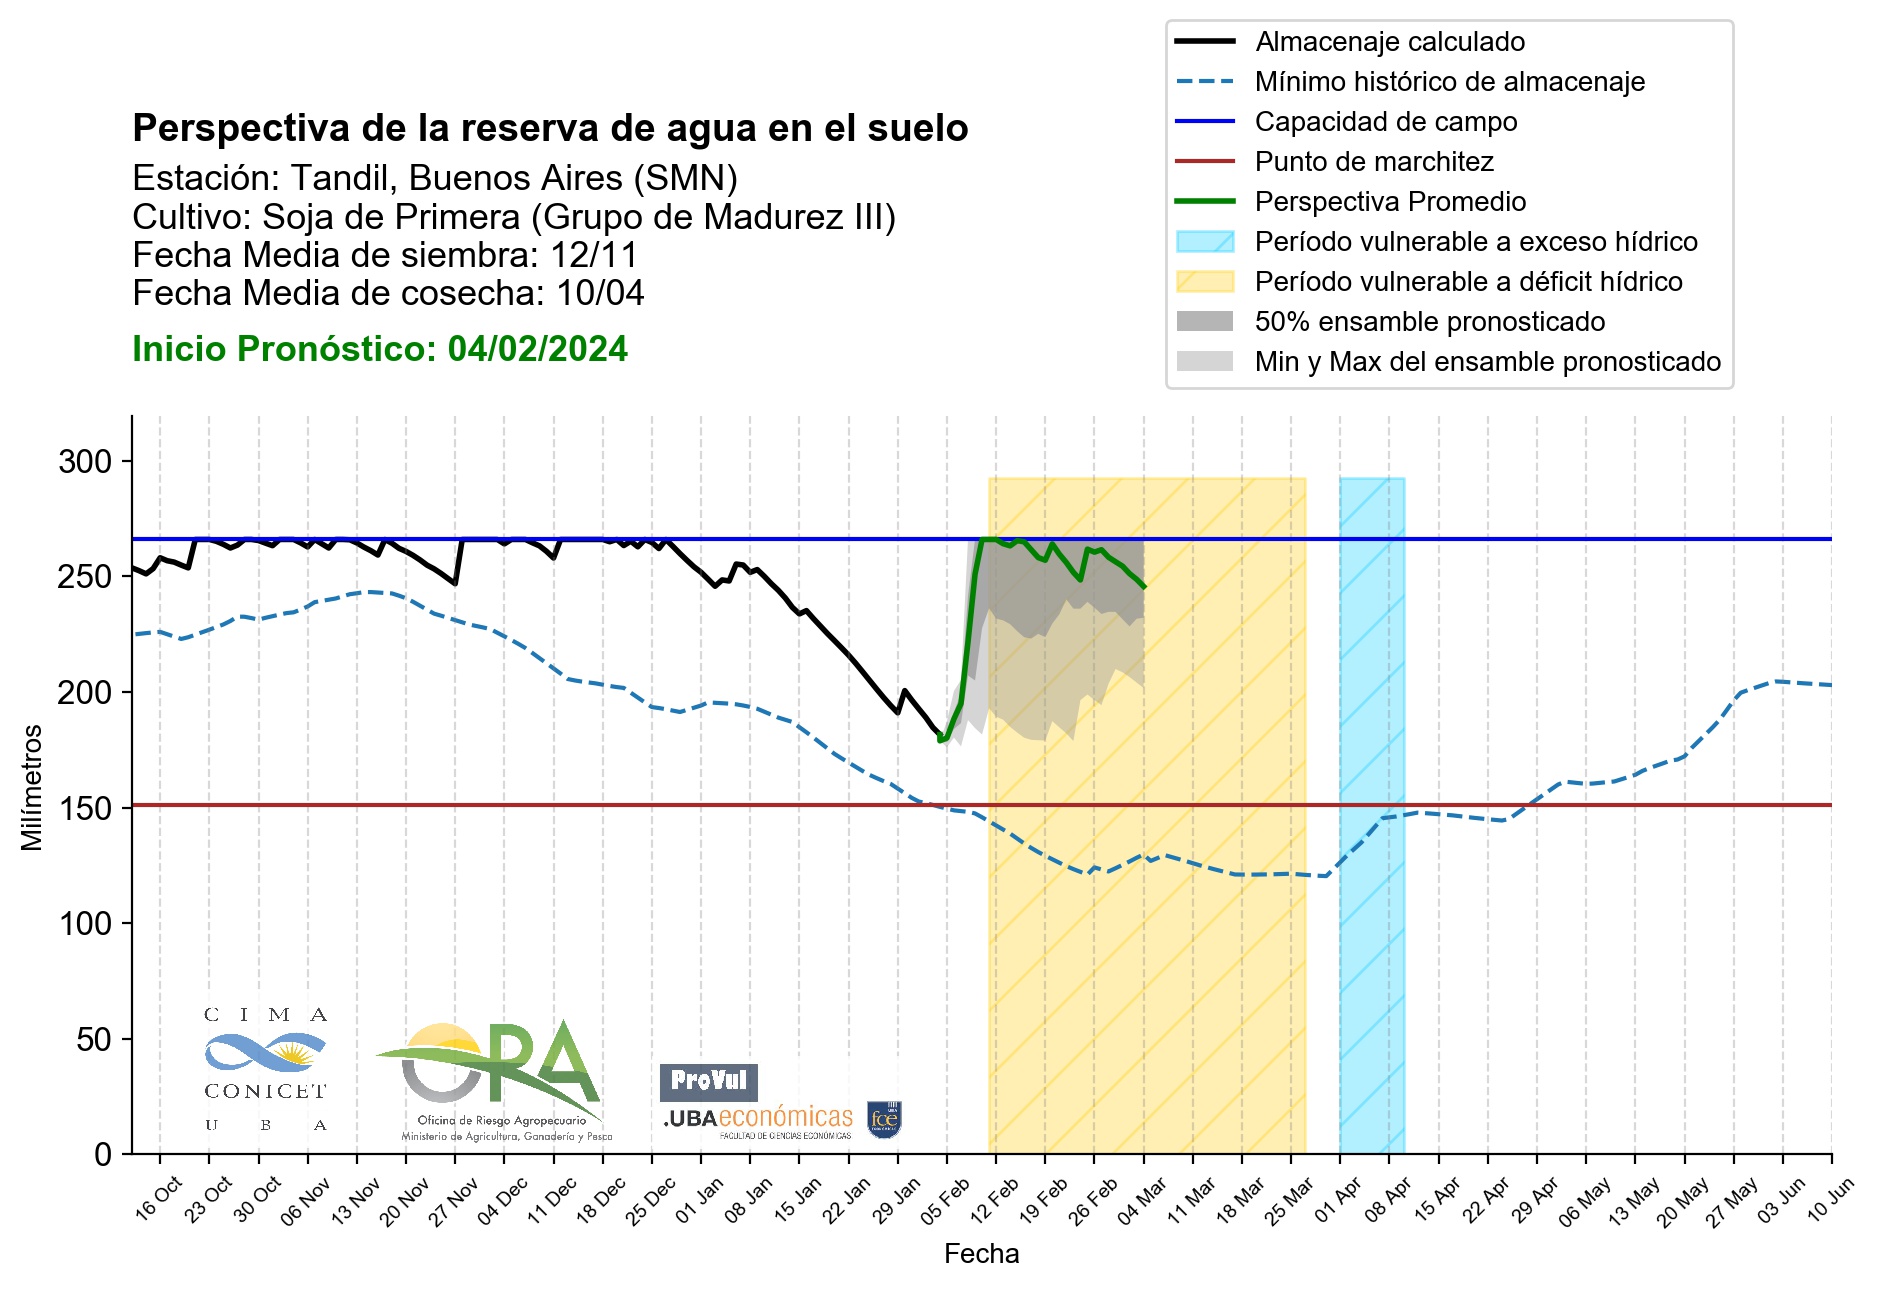 Almacenaje calculado
Mínimo histórico de almacenaje
Capacidad de campo
Punto de marchitez
Perspectiva Promedio
Período vulnerable a exceso hídrico
Período vulnerable a déficit hídrico
50% ensamble pronosticado
Min y Max del ensamble pronosticado
Perspectiva de la reserva de agua en el suelo
Estación: Tandil, Buenos Aires (SMN)
Cultivo: Soja de Primera (Grupo de Madurez III)
Fecha Media de siembra: 12/11
Fecha Media de cosecha: 10/04
Inicio Pronóstico: 04/02/2024
300
250
200
150
100
50
0
Milímetros
CIMA
CONICET
UBA
ORA
Oficina de Riesgo Agropecuario
Ministerio de Agricultura, Ganadería y Pesca
ProVul
.UBAeconómicas
FACULTAD DE CIENCIAS ECONÓMICAS
fce
16 Oct
23 Oct
30 Oct
06 Nov
13 Nov
20 Nov
27 Nov
04 Dec
11 Dec
18 Dec
25 Dec
01 Jan
08 Jan
15 Jan
22 Jan
29 Jan
05 Feb
12 Feb
19 Feb
26 Feb
04 Mar
11 Mar
18 Mar
25 Mar
01 Apr
08 Apr
15 Apr
22 Apr
29 Apr
06 May
13 May
20 May
27 May
03 Jun
10 Jun
Fecha